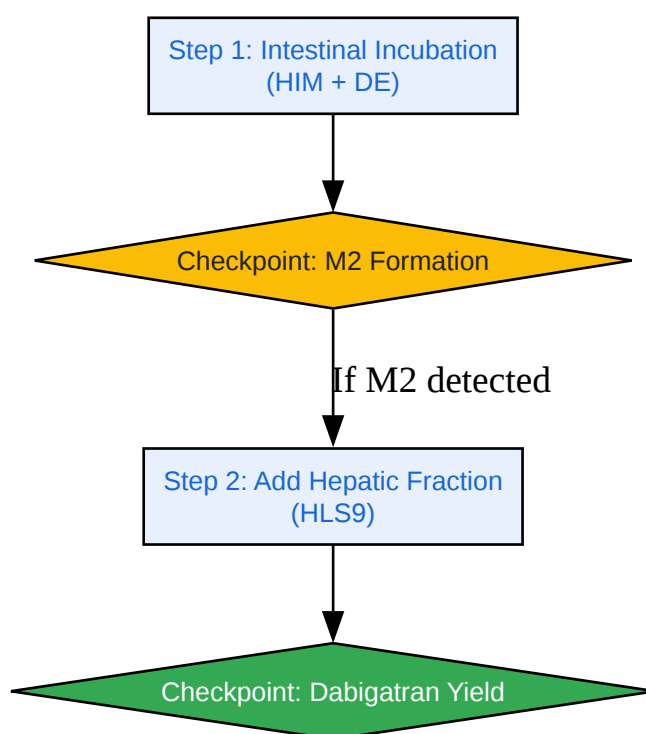 Step 1: Intestinal Incubation
(HIM + DE)
Checkpoint: M2 Formation
If M2 detected
Step 2: Add Hepatic Fraction
(HLS9)
Checkpoint: Dabigatran Yield